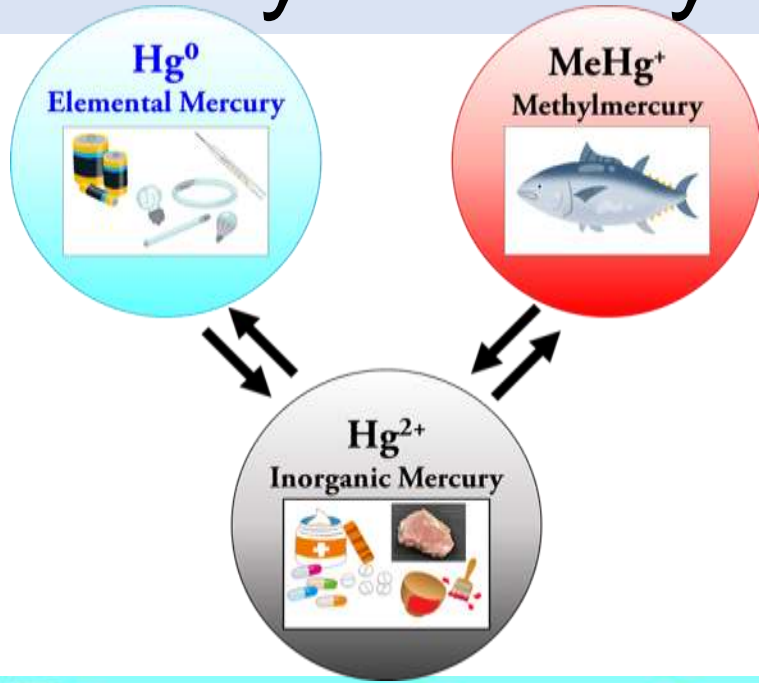 Hg⁰
Elemental Mercury
MeHg⁺
Methylmercury
Hg²⁺
Inorganic Mercury